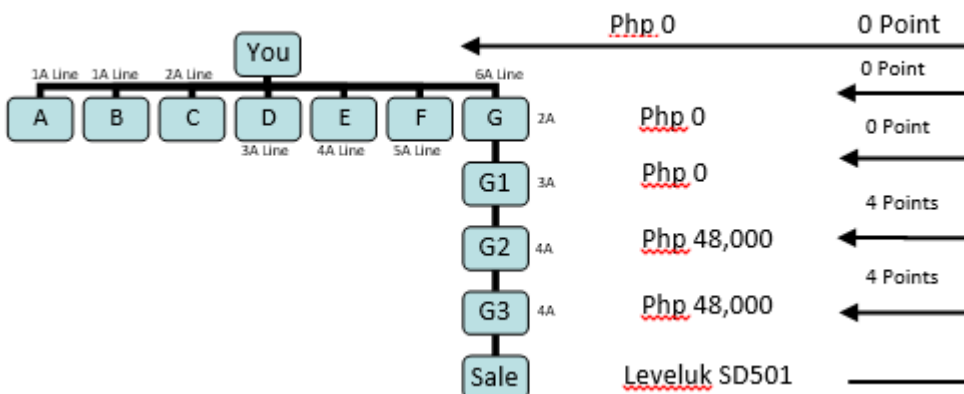 Php 0 0 Point
You
1A Line 1A Line 2A Line 6A Line 0 Point
A B C D E F G 2A Php 0
0 Point
3A Line 4A Line 5A Line
G1 3A Php 0
4 Points
G2 4A Php 48,000
4 Points
G3 4A Php 48,000
Sale Leveluk SD501